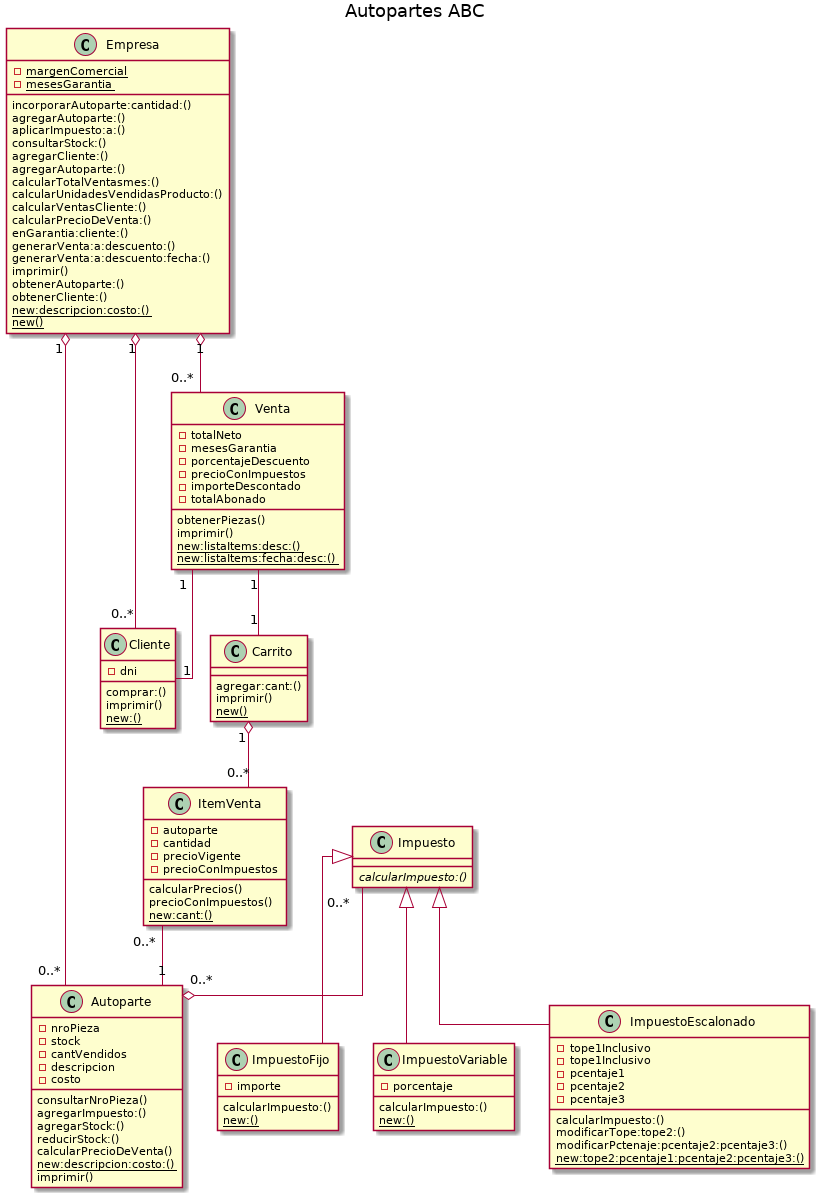 Autopartes ABC
C Empresa
margenComercial
mesesGarantia
incorporarAutoparte:cantidad:()
agregarAutoparte:()
aplicarImpuesto:a:()
consultarStock:()
agregarCliente:()
agregarAutoparte:()
calcularTotalVentasmes:()
calcularUnidadesVendidasProducto:()
calcularVentasCliente:()
calcularPrecioDeVenta:()
enGarantia:cliente:()
generarVenta:a:descuento:()
generarVenta:a:descuento:fecha:()
imprimir()
obtenerAutoparte:()
obtenerCliente:()
new:descripcion:costo:()
new()
1
1
1
0..*
C Venta
totalNeto
mesesGarantia
porcentajeDescuento
precioConImpuestos
importeDescontado
totalAbonado
obtenerPiezas()
imprimir()
new:listaItems:desc:()
new:listaItems:fecha:desc:()
1
1
0..*
1
1
C Cliente
dni
comprar:()
imprimir()
new:()
C Carrito
agregar:cant:()
imprimir()
new()
1
0..*
C ItemVenta
autoparte
cantidad
precioVigente
precioConImpuestos
calcularPrecios()
precioConImpuestos()
new:cant:()
C Impuesto
calcularImpuesto:()
0..*
0..*
0..*
1
0..*
C Autoparte
nroPieza
stock
cantVendidos
descripcion
costo
consultarNroPieza()
agregarImpuesto:()
agregarStock:()
reducirStock:()
calcularPrecioDeVenta()
new:descripcion:costo:()
imprimir()
C ImpuestoFijo
importe
calcularImpuesto:()
new:()
C ImpuestoVariable
porcentaje
calcularImpuesto:()
new:()
C ImpuestoEscalonado
tope1Inclusivo
tope1Inclusivo
pcentaje1
pcentaje2
pcentaje3
calcularImpuesto:()
modificarTope:tope2:()
modificarPctenaje:pcentaje2:pcentaje3:()
new:tope2:pcentaje1:pcentaje2:pcentaje3:()